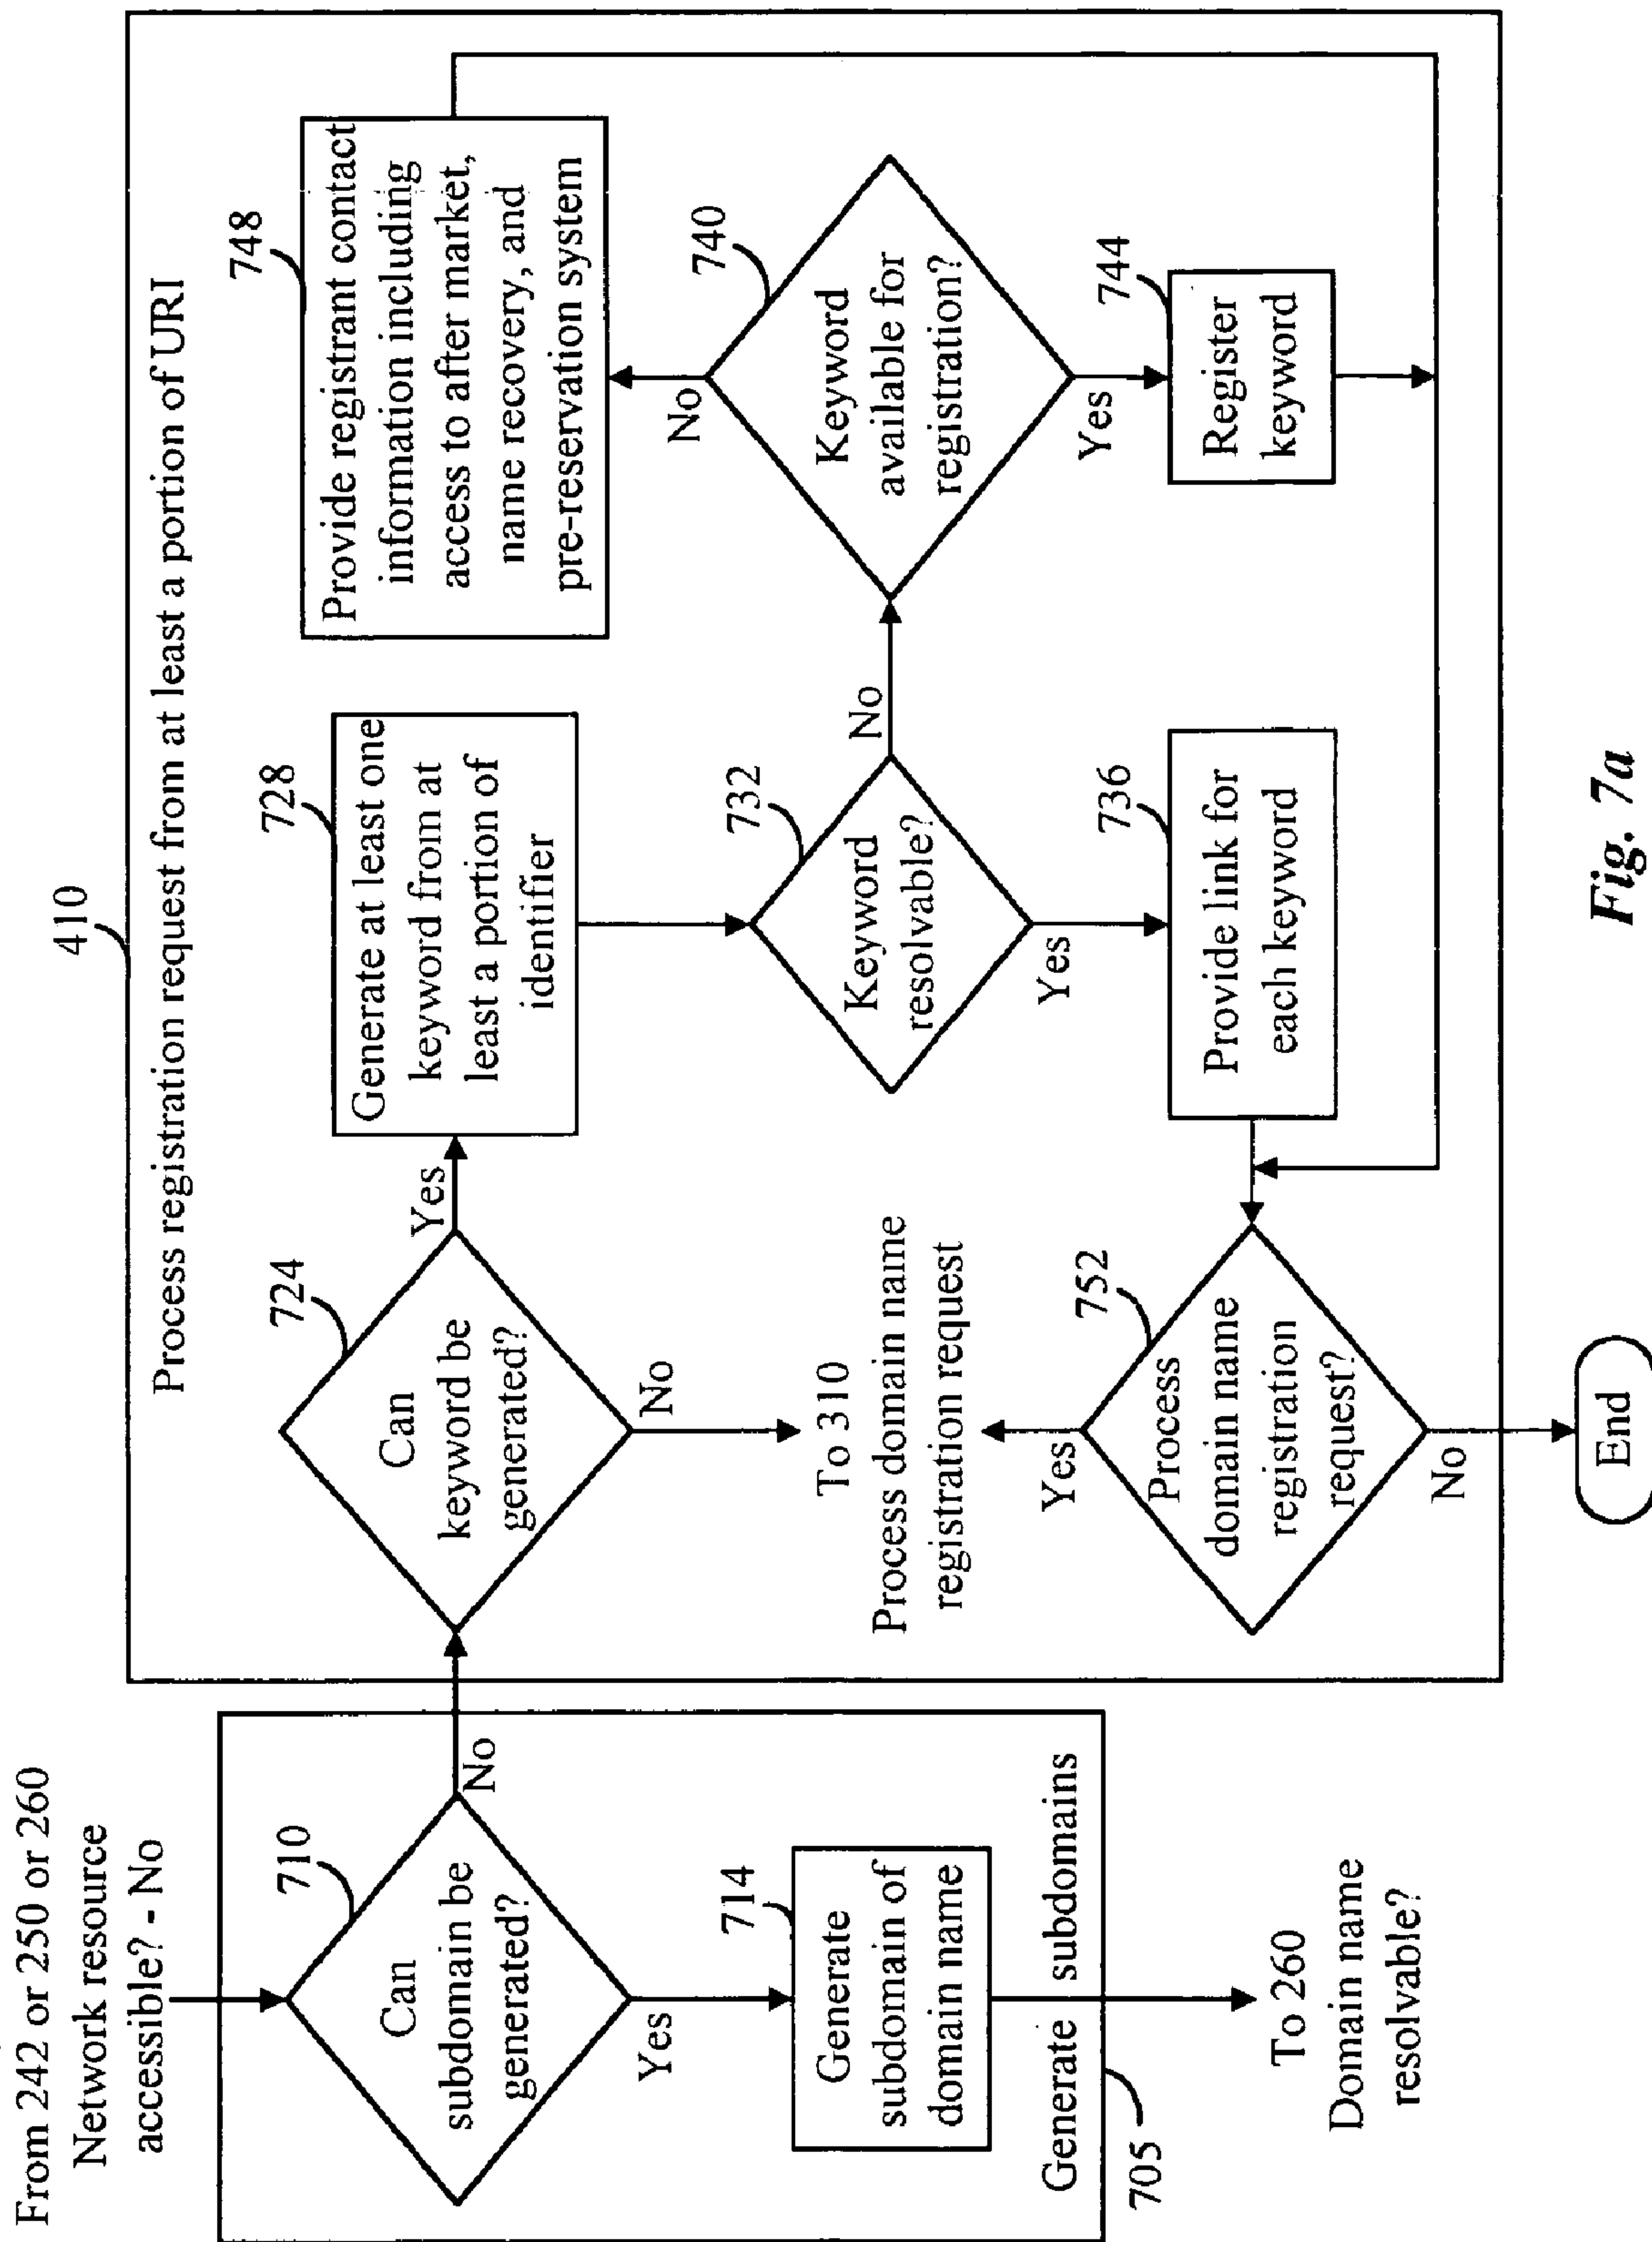 From 242 or 250 or 260
Network resource
accessible? - No
710
Can
subdomain be
generated?
No
Yes
714
Generate
subdomain of
domain name
Generate subdomains
705
To 260
Domain name
resolvable?
410
Process registration request from at least a portion of URI
724
Can
keyword be
generated?
Yes
No
728
Generate at least one
keyword from at
least a portion of
identifier
748
Provide registrant contact
information including
access to after market,
name recovery, and
pre-reservation system
732
Keyword
resolvable?
No
Yes
740
Keyword
available for
registration?
No
Yes
To 310
Process domain name
registration request
752
Process
domain name
registration
request?
Yes
No
736
Provide link for
each keyword
744
Register
keyword
End
Fig. 7a